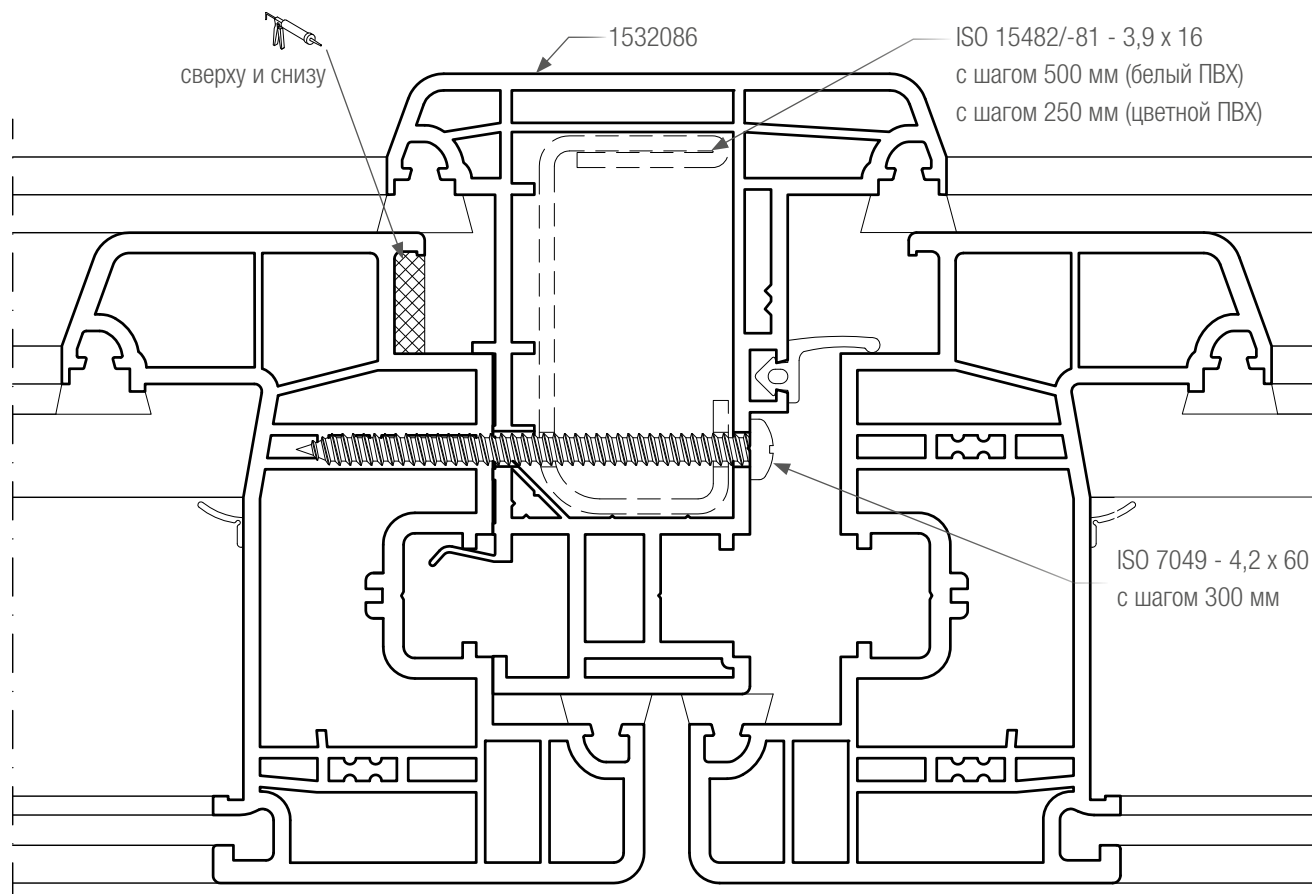 сверху и снизу
1532086
ISO 15482/-81 - 3,9 x 16
с шагом 500 мм (белый ПВХ)
с шагом 250 мм (цветной ПВХ)
ISO 7049 - 4,2 x 60
с шагом 300 мм